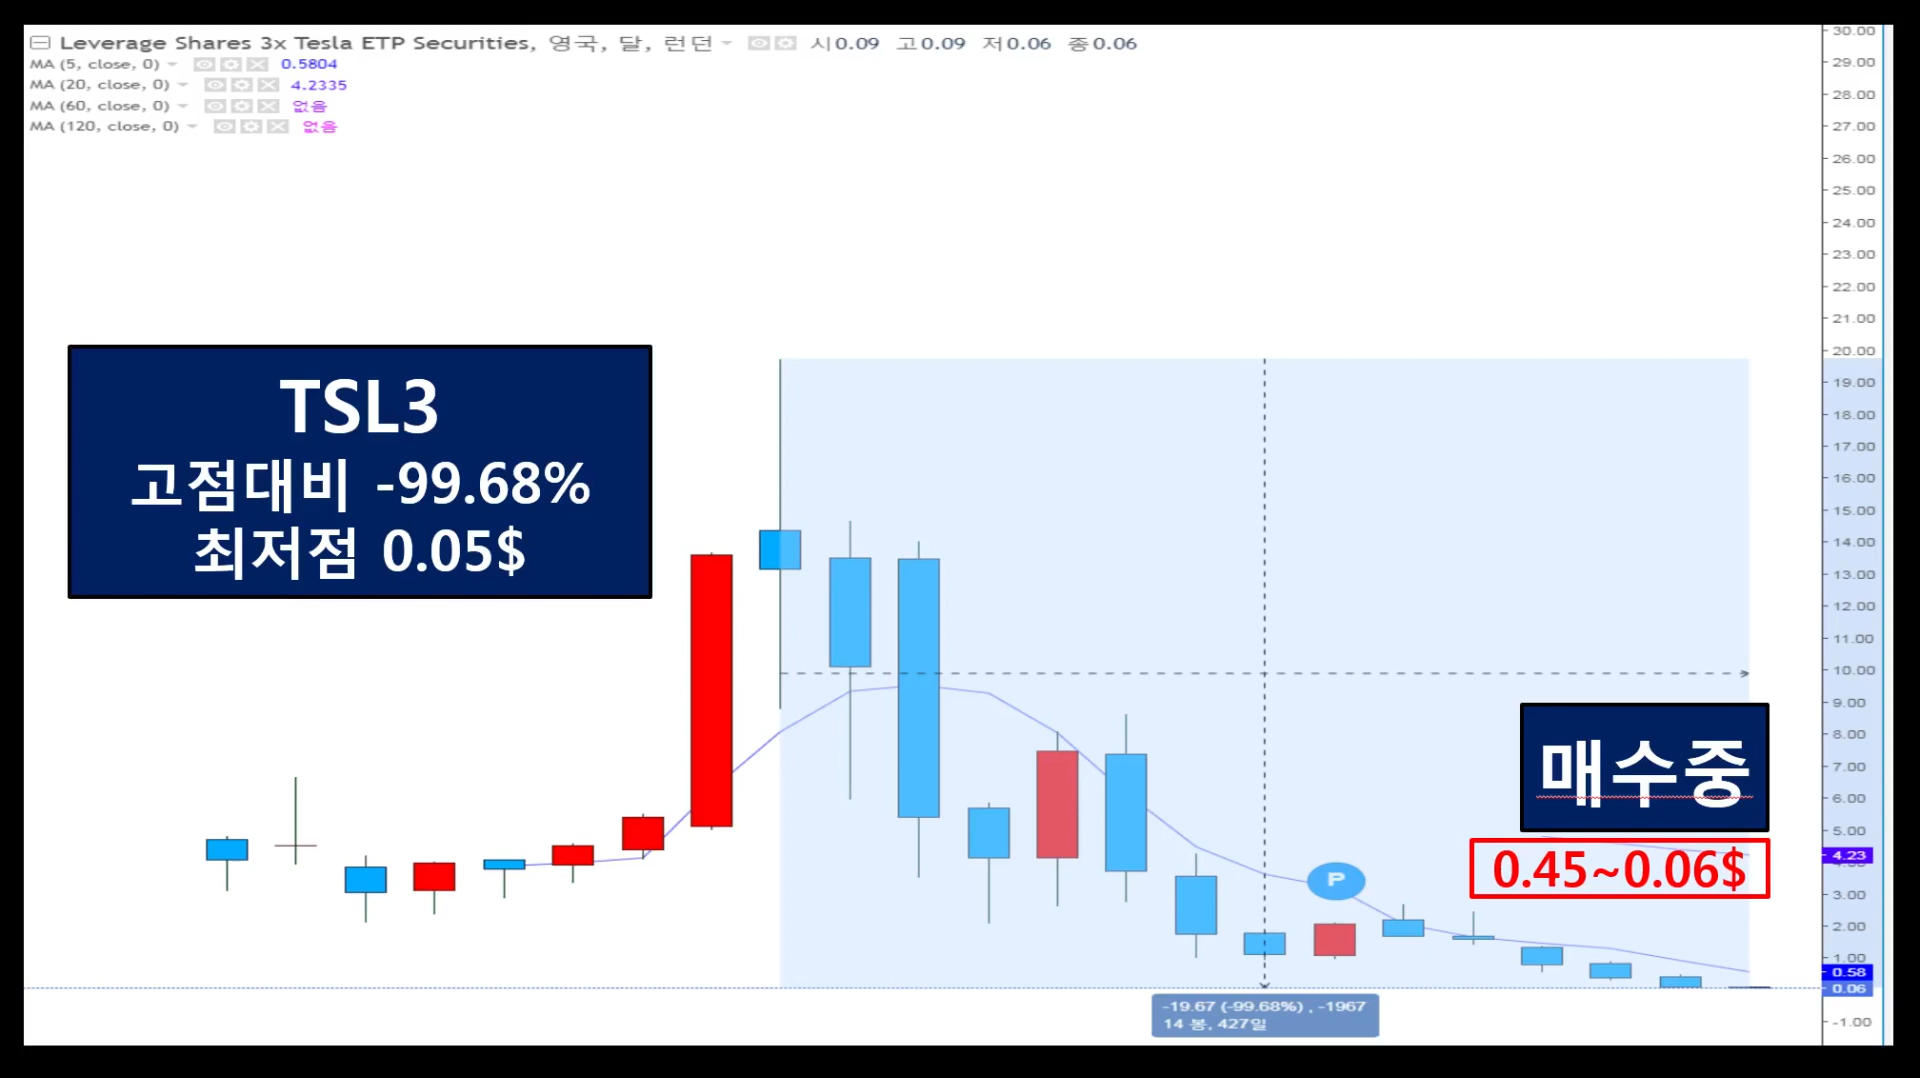 Leverage Shares 3x Tesla ETP Securities, 영국, 달, 런던 시0.09 고0.09 저0.06 종0.06
MA (5, close, 0) 0.5804
MA (20, close, 0) 4.2335
MA (60, close, 0) 없음
MA (120, close, 0) 없음
TSL3
고점대비 -99.68%
최저점 0.05$
매수중
0.45~0.06$
P
-19.67 (-99.68%) , -1967
14 봉, 427일
30.00
29.00
28.00
27.00
26.00
25.00
24.00
23.00
22.00
21.00
20.00
19.00
18.00
17.00
16.00
15.00
14.00
13.00
12.00
11.00
10.00
9.00
8.00
7.00
6.00
5.00
4.23
3.00
2.00
1.00
0.58
0.06
-1.00